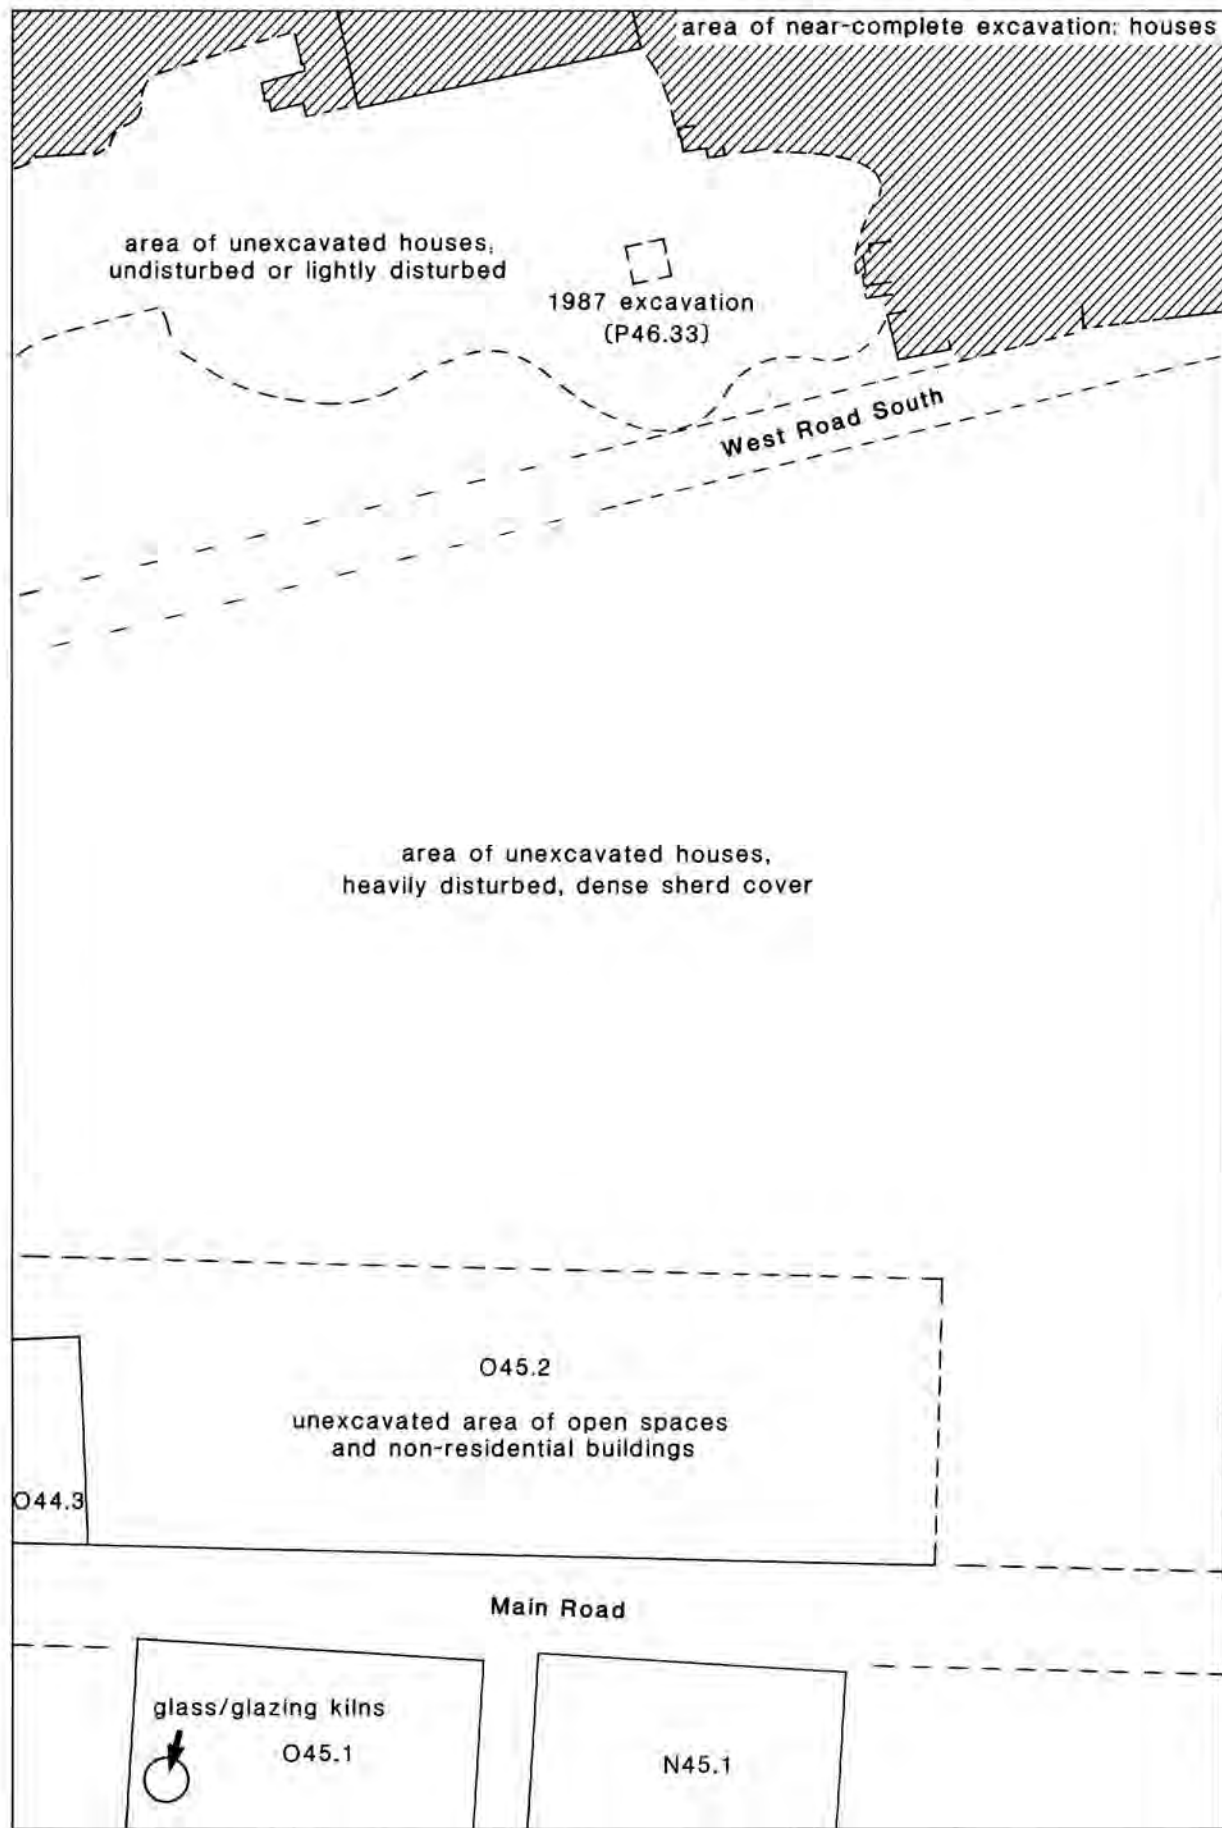 area of near-complete excavation: houses
area of unexcavated houses,
undisturbed or lightly disturbed
1987 excavation
(P46.33)
West Road South
area of unexcavated houses,
heavily disturbed, dense sherd cover
O45.2
unexcavated area of open spaces
and non-residential buildings
O44.3
Main Road
glass/glazing kilns
O45.1
N45.1